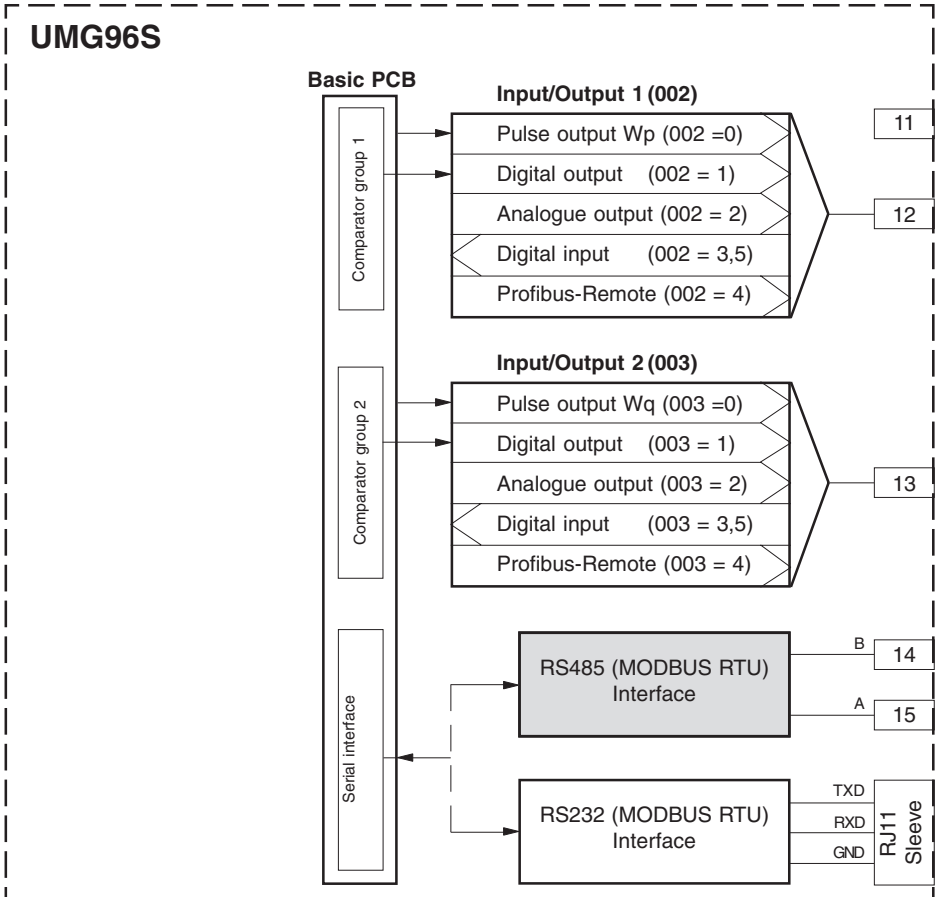 UMG96S
Basic PCB
Comparator group 1
Comparator group 2
Serial interface
Input/Output 1 (002)
Pulse output Wp (002 =0)
Digital output (002 = 1)
Analogue output (002 = 2)
Digital input (002 = 3,5)
Profibus-Remote (002 = 4)
11
12
Input/Output 2 (003)
Pulse output Wq (003 =0)
Digital output (003 = 1)
Analogue output (003 = 2)
Digital input (003 = 3,5)
Profibus-Remote (003 = 4)
13
RS485 (MODBUS RTU)
Interface
B
14
A
15
RS232 (MODBUS RTU)
Interface
TXD
RXD
GND
RJ11
Sleeve